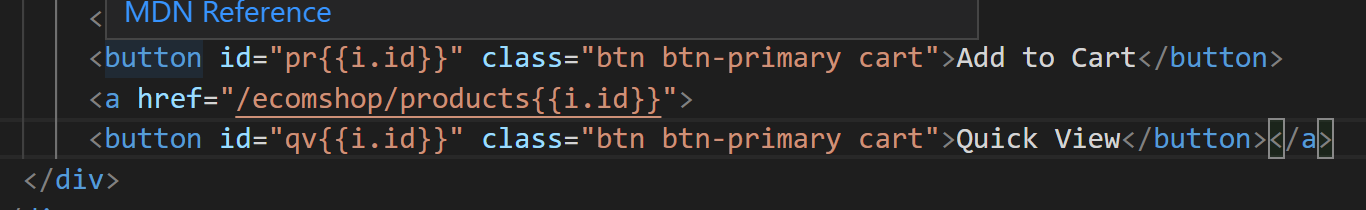 <
MDN Reference
<button id="pr{{i.id}}" class="btn btn-primary cart">Add to Cart</button>
<a href="/ecomshop/products{{i.id}}">
<button id="qv{{i.id}}" class="btn btn-primary cart">Quick View</button></a>
</div>